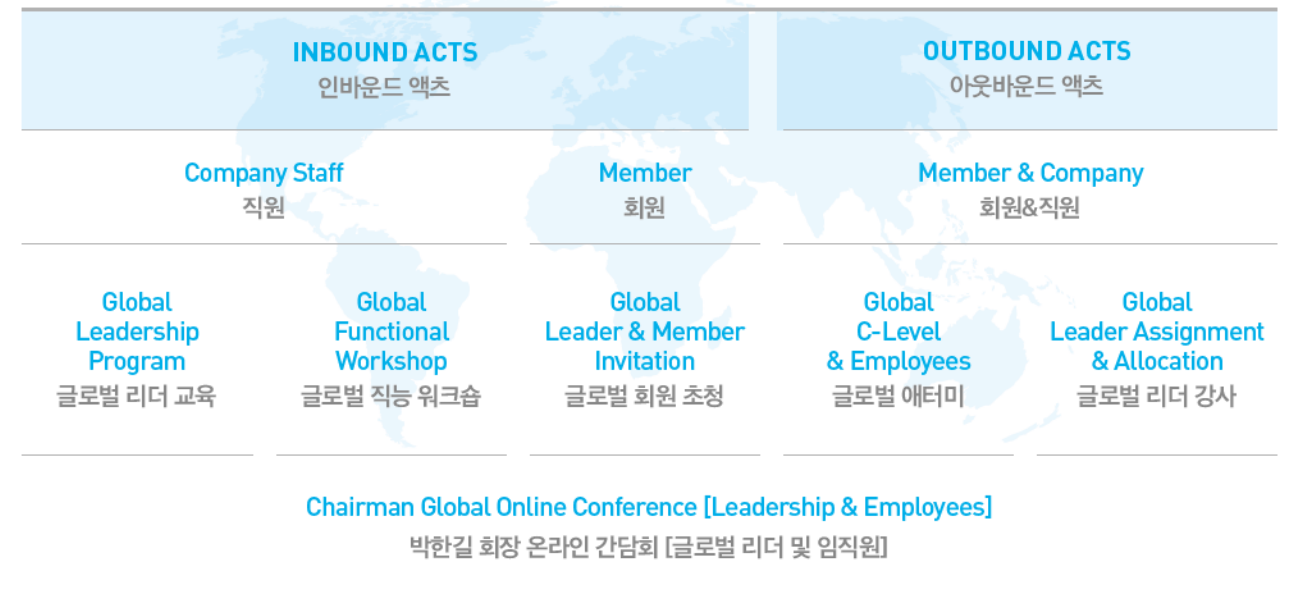 INBOUND ACTS
인바운드 액츠
OUTBOUND ACTS
아웃바운드 액츠
Company Staff
직원
Member
회원
Member & Company
회원&직원
Global
Leadership
Program
글로벌 리더 교육
Global
Functional
Workshop
글로벌 직능 워크숍
Global
Leader & Member
Invitation
글로벌 회원 초청
Global
C-Level
& Employees
글로벌 애터미
Global
Leader Assignment
& Allocation
글로벌 리더 강사
Chairman Global Online Conference [Leadership & Employees]
박한길 회장 온라인 간담회 [글로벌 리더 및 임직원]